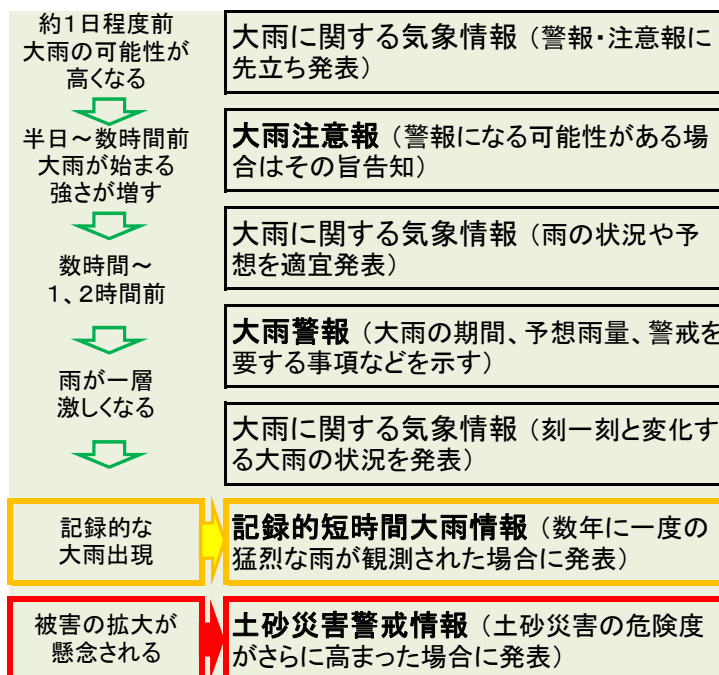 約1日程度前
大雨の可能性が
高くなる
大雨に関する気象情報（警報・注意報に
先立ち発表）
半日～数時間前
大雨が始まる
強さが増す
大雨注意報（警報になる可能性がある場
合はその旨告知）
大雨に関する気象情報（雨の状況や予
想を適宜発表）
数時間～
１、２時間前
大雨警報（大雨の期間、予想雨量、警戒を
要する事項などを示す）
雨が一層
激しくなる
大雨に関する気象情報（刻一刻と変化す
る大雨の状況を発表）
記録的な
大雨出現
記録的短時間大雨情報（数年に一度の
猛烈な雨が観測された場合に発表）
被害の拡大が
懸念される
土砂災害警戒情報（土砂災害の危険度
がさらに高まった場合に発表）